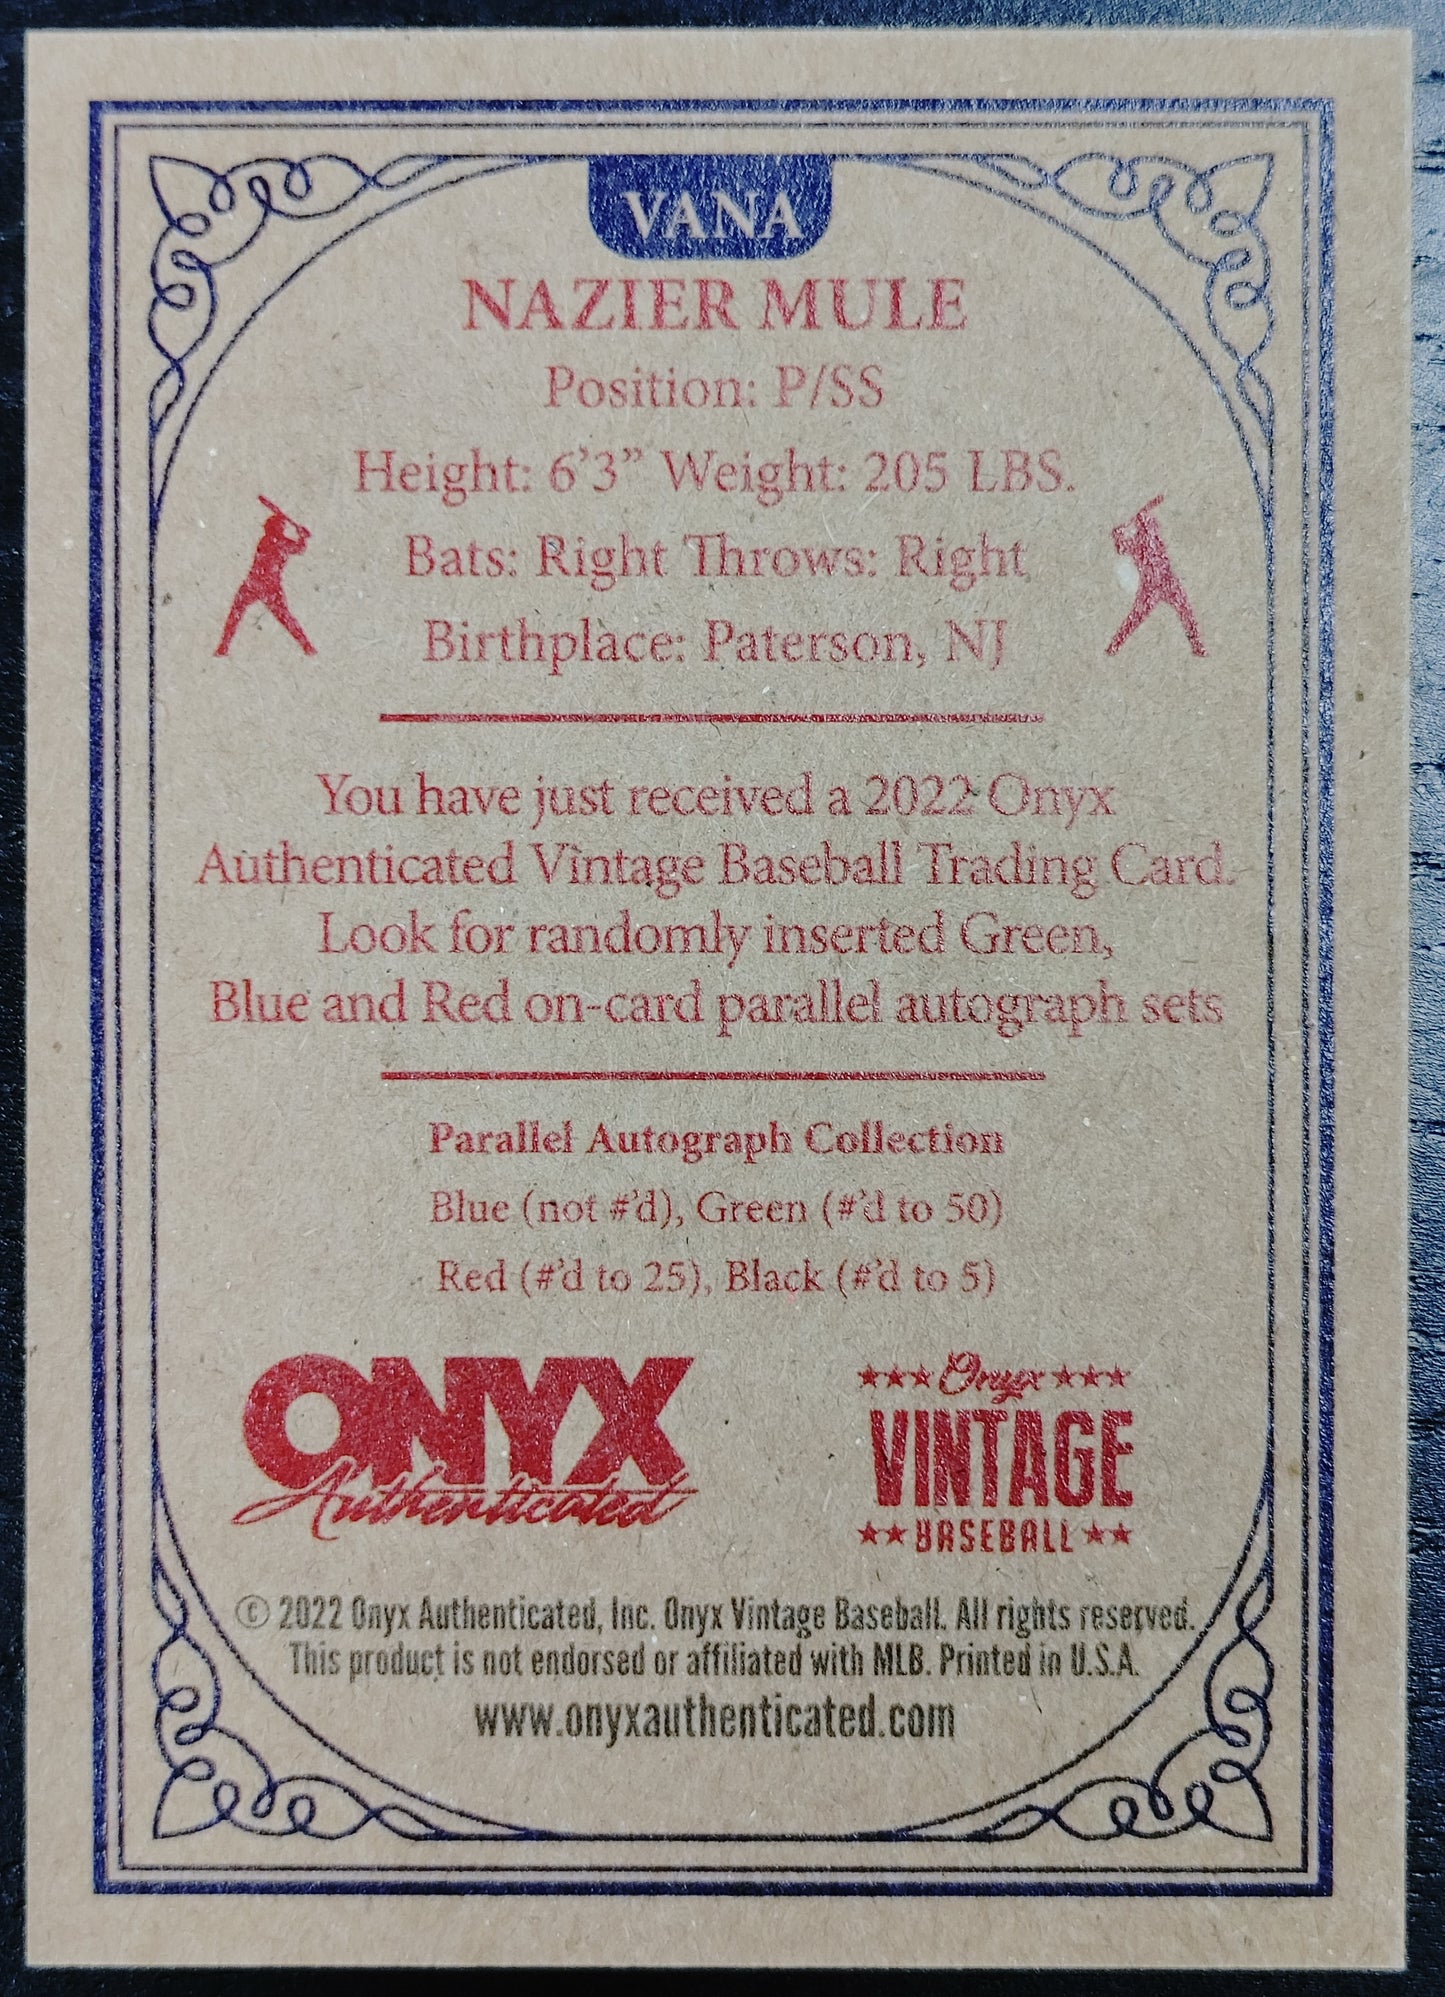 VANA
NAZIER MULE
Position: P/SS
Height: 6’3” Weight: 205 LBS.
Bats: Right Throws: Right
Birthplace: Paterson, NJ
You have just received a 2022 Onyx
Authenticated Vintage Baseball Trading Card.
Look for randomly inserted Green,
Blue and Red on-card parallel autograph sets
Parallel Autograph Collection
Blue (not #’d), Green (#’d to 50)
Red (#’d to 25), Black (#’d to 5)
ONYX
Authenticated
Onyx
VINTAGE
BASEBALL
© 2022 Onyx Authenticated, Inc. Onyx Vintage Baseball. All rights reserved.
This product is not endorsed or affiliated with MLB. Printed in U.S.A.
www.onyxauthenticated.com